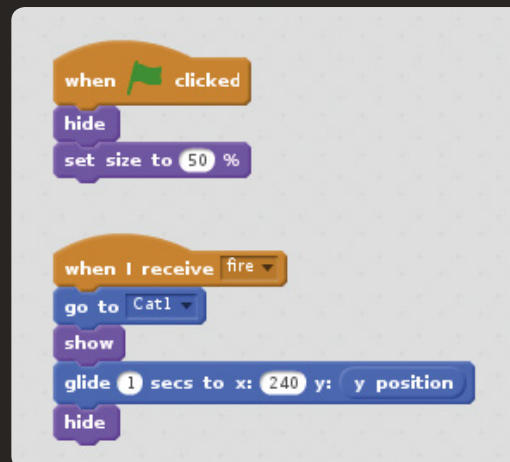 when clicked
hide
set size to 50 %
when I receive fire
go to Cat1
show
glide 1 secs to x: 240 y: y position
hide